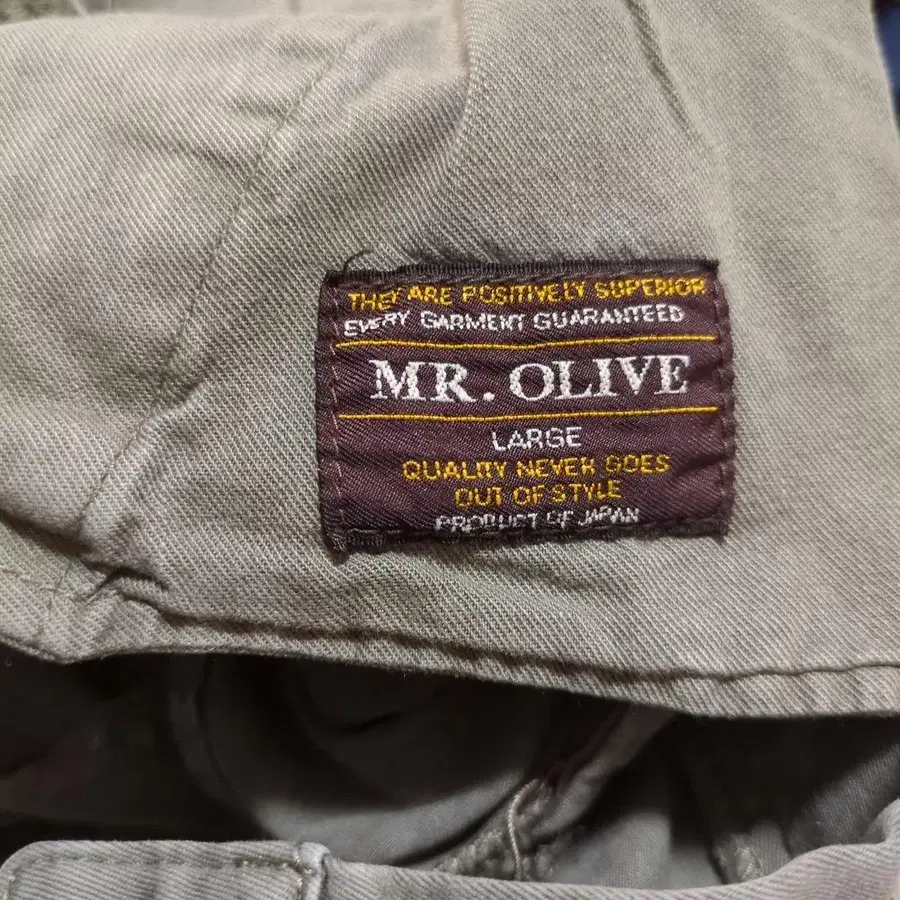 THEY ARE POSITIVELY SUPERIOR
EVERY GARMENT GUARANTEED
MR. OLIVE
LARGE
QUALITY NEVER GOES
OUT OF STYLE
PRODUCT OF JAPAN